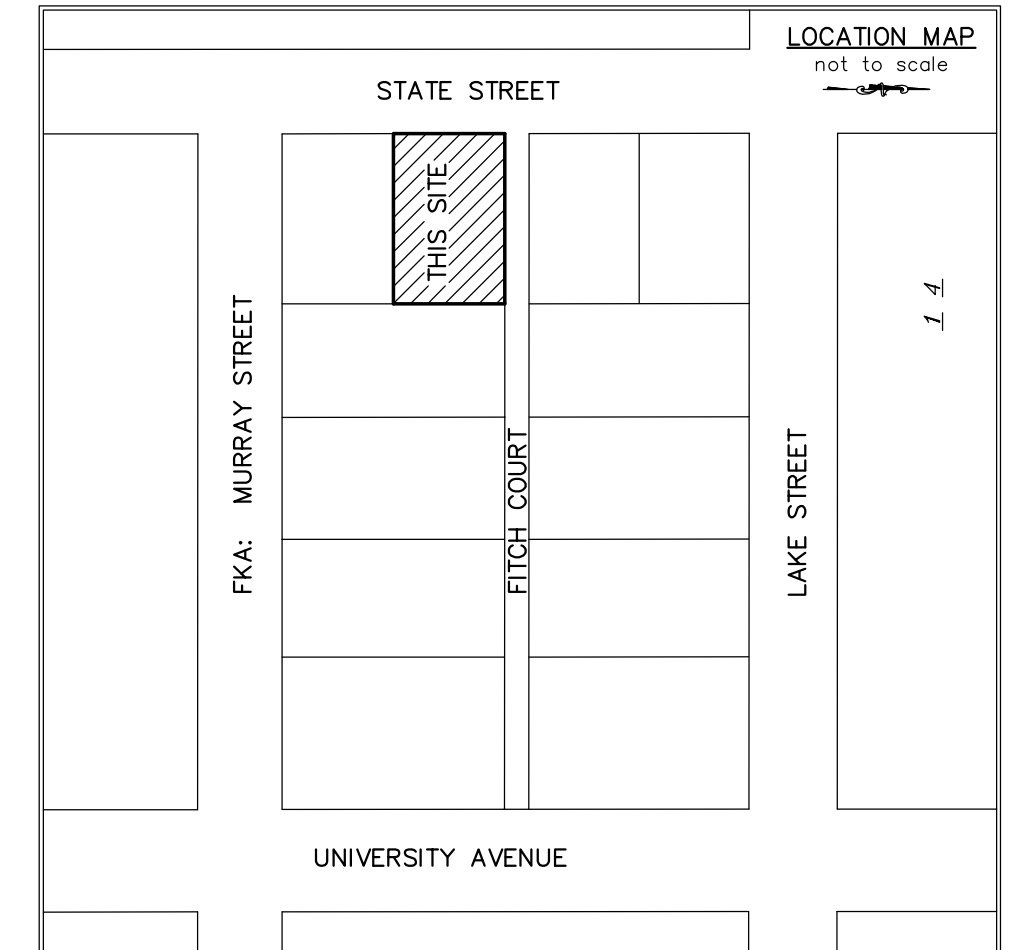 LOCATION MAP
not to scale
STATE STREET
THIS SITE
1 4
FKA: MURRAY STREET
FITCH COURT
LAKE STREET
UNIVERSITY AVENUE